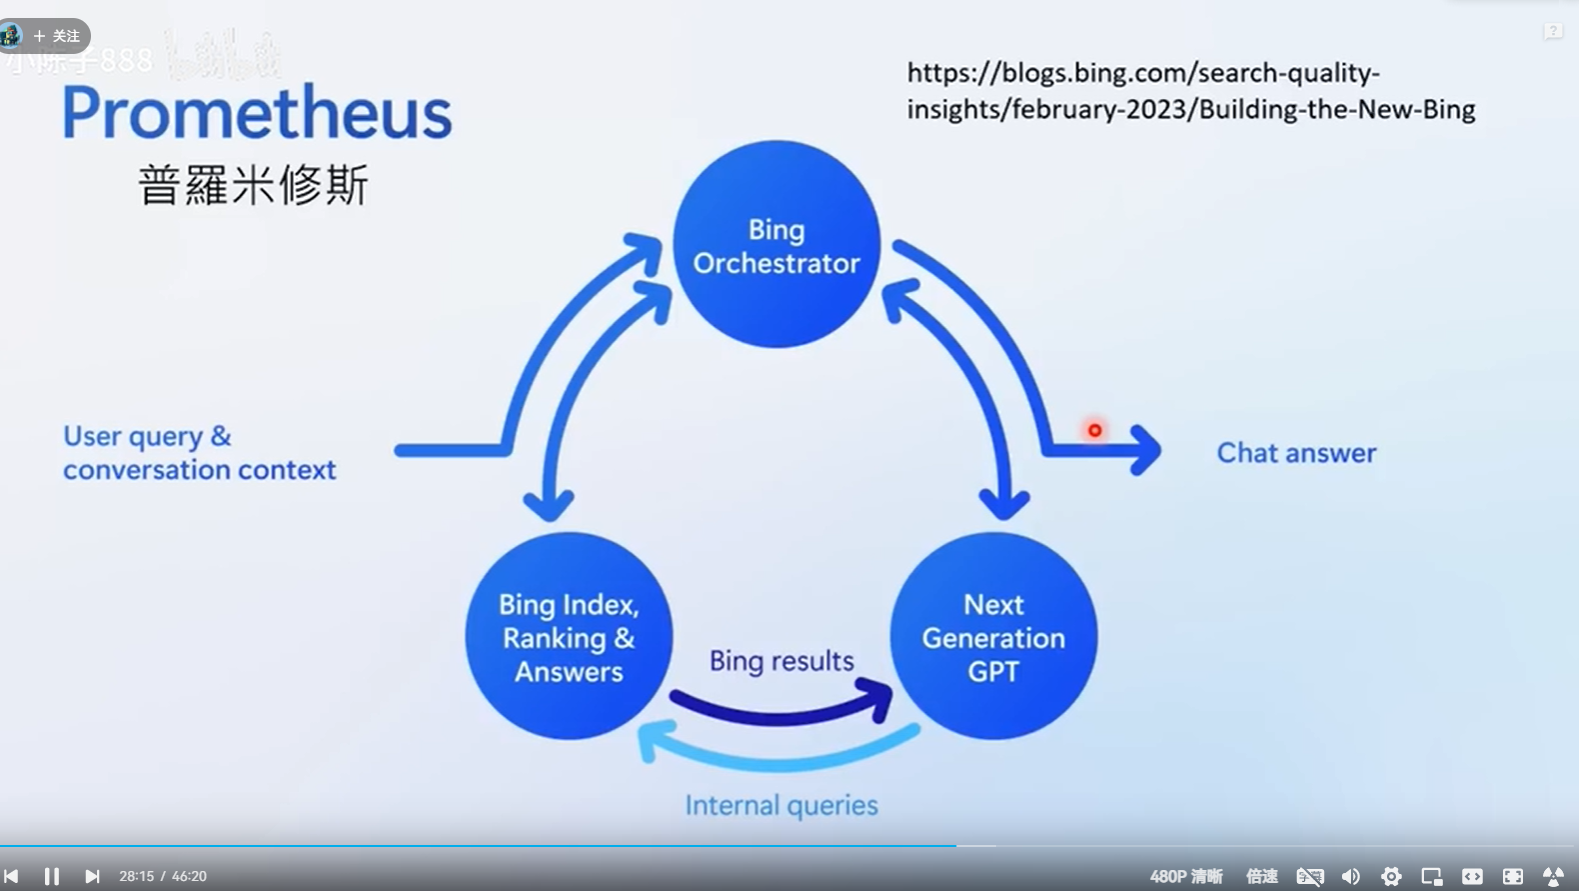 + 关注
小陈子888
Prometheus
普羅米修斯
https://blogs.bing.com/search-quality-
insights/february-2023/Building-the-New-Bing
Bing
Orchestrator
User query &
conversation context
Chat answer
Bing Index,
Ranking &
Answers
Bing results
Next
Generation
GPT
Internal queries
28:15 / 46:20
480P 清晰
倍速